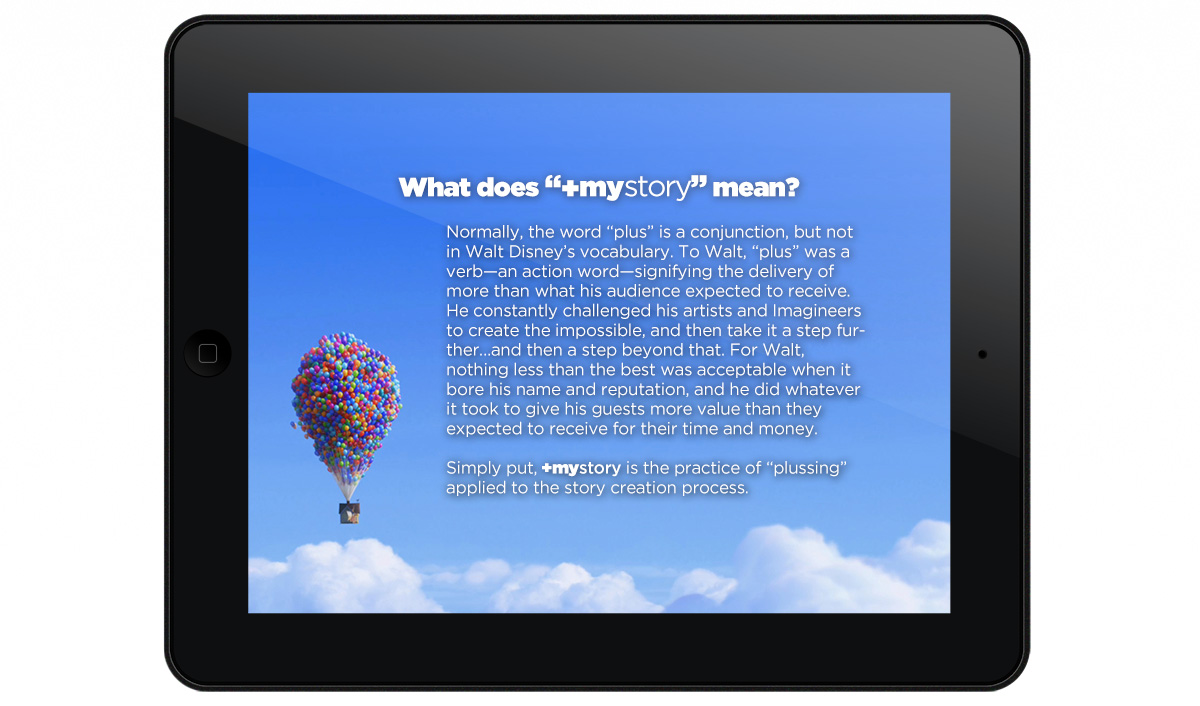 What does “+mystory” mean?
Normally, the word “plus” is a conjunction, but not
in Walt Disney’s vocabulary. To Walt, “plus” was a
verb—an action word—signifying the delivery of
more than what his audience expected to receive.
He constantly challenged his artists and Imagineers
to create the impossible, and then take it a step fur-
ther...and then a step beyond that. For Walt,
nothing less than the best was acceptable when it
bore his name and reputation, and he did whatever
it took to give his guests more value than they
expected to receive for their time and money.
Simply put, +mystory is the practice of “plussing”
applied to the story creation process.